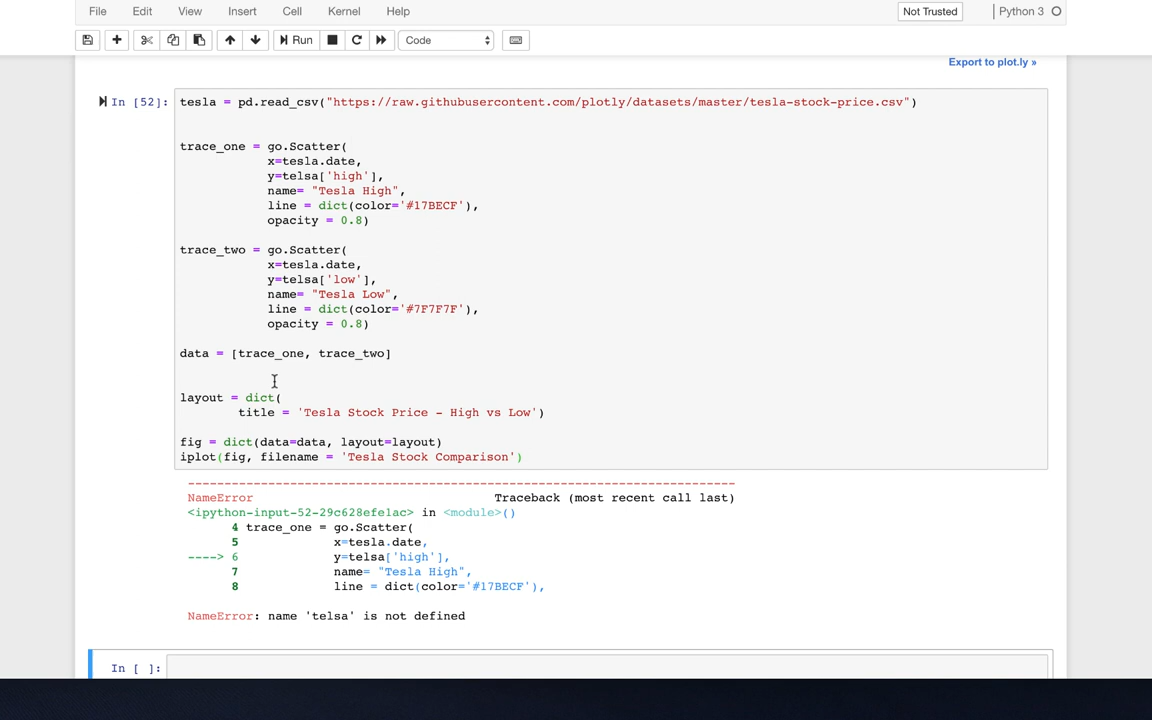 File Edit View Insert Cell Kernel Help Not Trusted Python 3
Run Code
Export to plot.ly »
In [52]: tesla = pd.read_csv("https://raw.githubusercontent.com/plotly/datasets/master/tesla-stock-price.csv")
trace_one = go.Scatter(
x=tesla.date,
y=telsa['high'],
name= "Tesla High",
line = dict(color='#17BECF'),
opacity = 0.8)
trace_two = go.Scatter(
x=tesla.date,
y=telsa['low'],
name= "Tesla Low",
line = dict(color='#7F7F7F'),
opacity = 0.8)
data = [trace_one, trace_two]
layout = dict(
title = 'Tesla Stock Price - High vs Low')
fig = dict(data=data, layout=layout)
iplot(fig, filename = 'Tesla Stock Comparison')
---------------------------------------------------------------------------
NameError Traceback (most recent call last)
<ipython-input-52-29c628efe1ac> in <module>()
4 trace_one = go.Scatter(
5 x=tesla.date,
----> 6 y=telsa['high'],
7 name= "Tesla High",
8 line = dict(color='#17BECF'),
NameError: name 'telsa' is not defined
In [ ]: